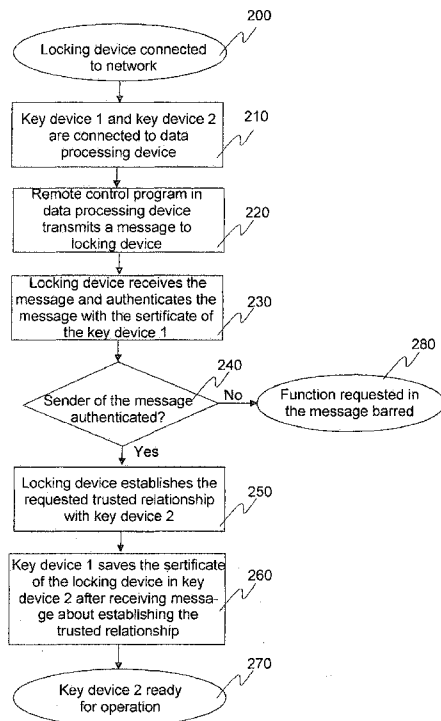 200
Locking device connected
to network
Key device 1 and key device 2
are connected to data
processing device
210
Remote control program in
data processing device
transmits a message to
locking device
220
Locking device receives the
message and authenticates the
message with the sertificate of
the key device 1
230
240
Sender of the message
authenticated?
No
280
Function requested in
the message barred
Yes
Locking device establishes the
requested trusted relationship
with key device 2
250
Key device 1 saves the sertificate
of the locking device in key
device 2 after receiving messa-
ge about establishing the
trusted relationship
260
270
Key device 2 ready
for operation